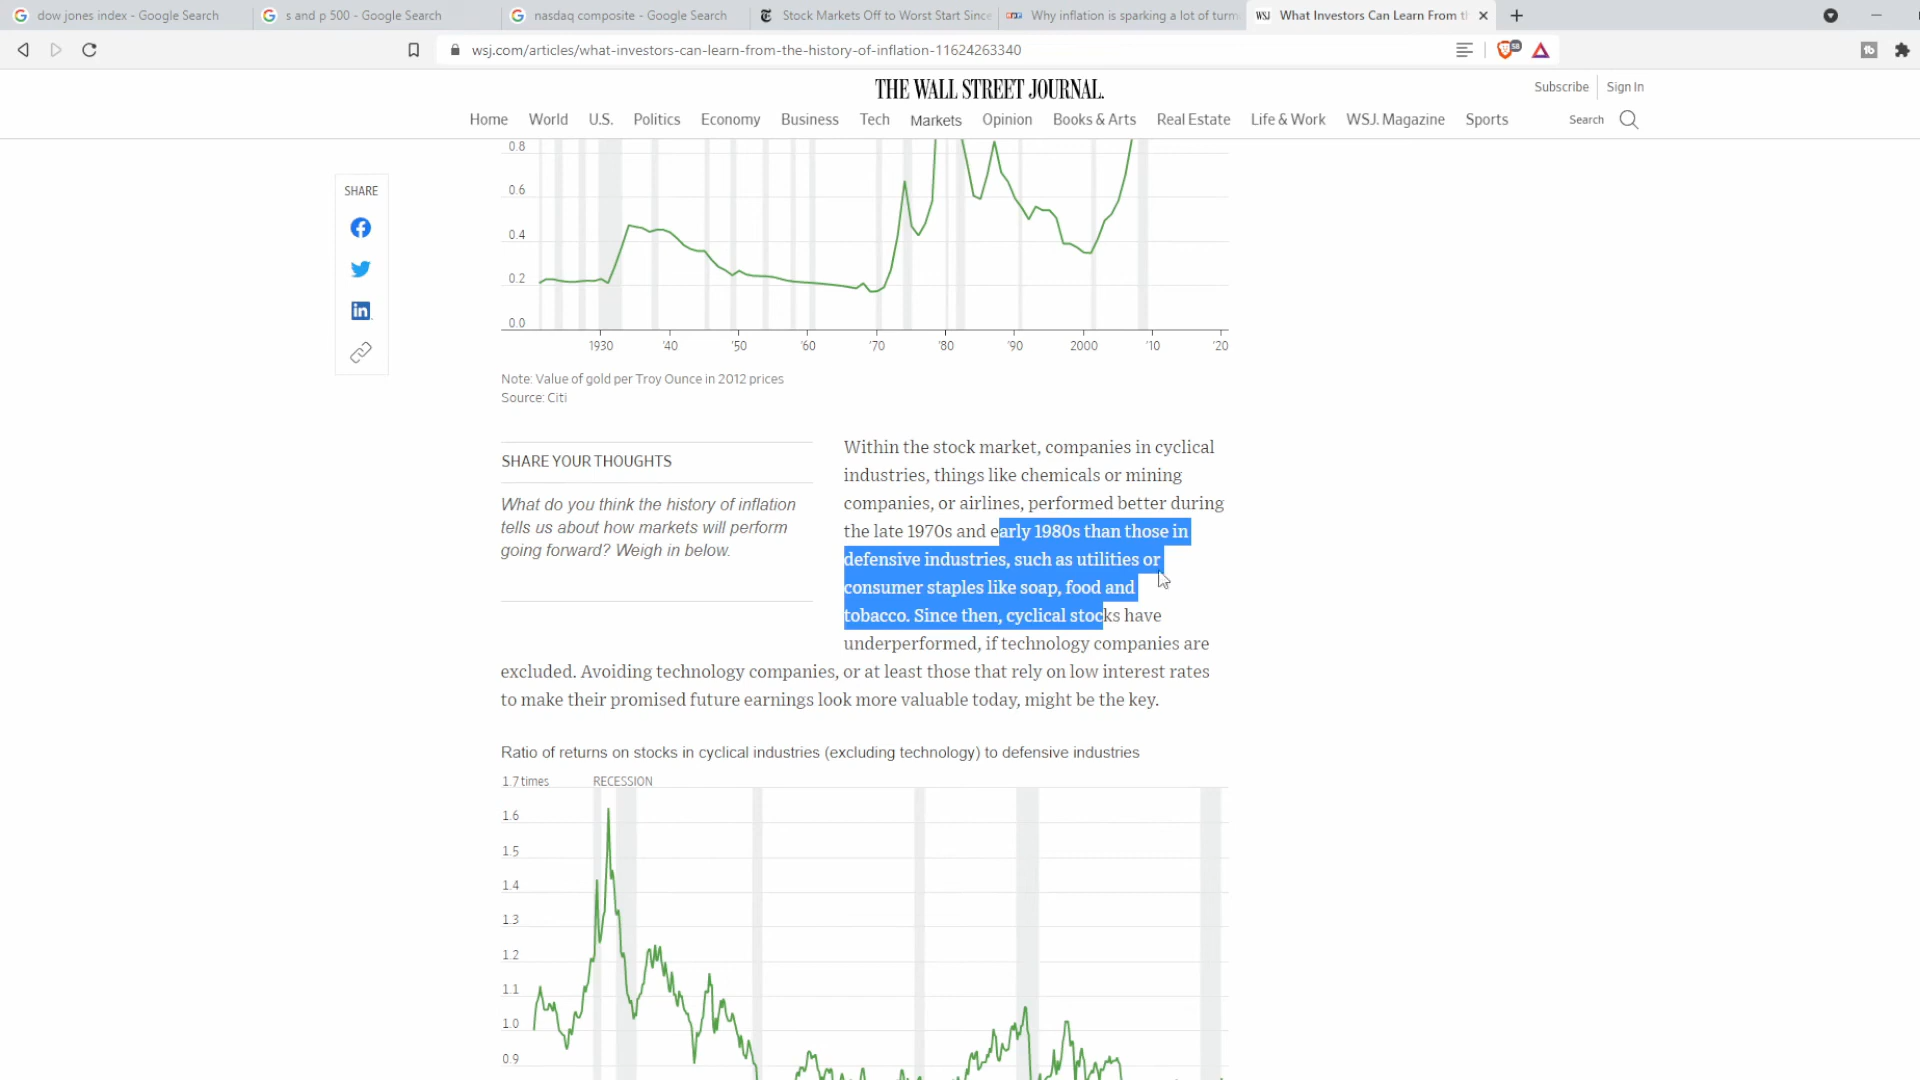 dow jones index - Google Search
s and p 500 - Google Search
nasdaq composite - Google Search
Stock Markets Off to Worst Start Since
Why inflation is sparking a lot of turm
WSJ What Investors Can Learn From th
wsj.com/articles/what-investors-can-learn-from-the-history-of-inflation-11624263340
THE WALL STREET JOURNAL.
Subscribe Sign In
Home World U.S. Politics Economy Business Tech Markets Opinion Books & Arts Real Estate Life & Work WSJ. Magazine Sports Search
SHARE
0.8
0.6
0.4
0.2
0.0
1930 '40 '50 '60 '70 '80 '90 2000 '10 '20
Note: Value of gold per Troy Ounce in 2012 prices
Source: Citi
SHARE YOUR THOUGHTS
What do you think the history of inflation
tells us about how markets will perform
going forward? Weigh in below.
Within the stock market, companies in cyclical
industries, things like chemicals or mining
companies, or airlines, performed better during
the late 1970s and early 1980s than those in
defensive industries, such as utilities or
consumer staples like soap, food and
tobacco. Since then, cyclical stocks have
underperformed, if technology companies are
excluded. Avoiding technology companies, or at least those that rely on low interest rates
to make their promised future earnings look more valuable today, might be the key.
Ratio of returns on stocks in cyclical industries (excluding technology) to defensive industries
1.7 times RECESSION
1.6
1.5
1.4
1.3
1.2
1.1
1.0
0.9